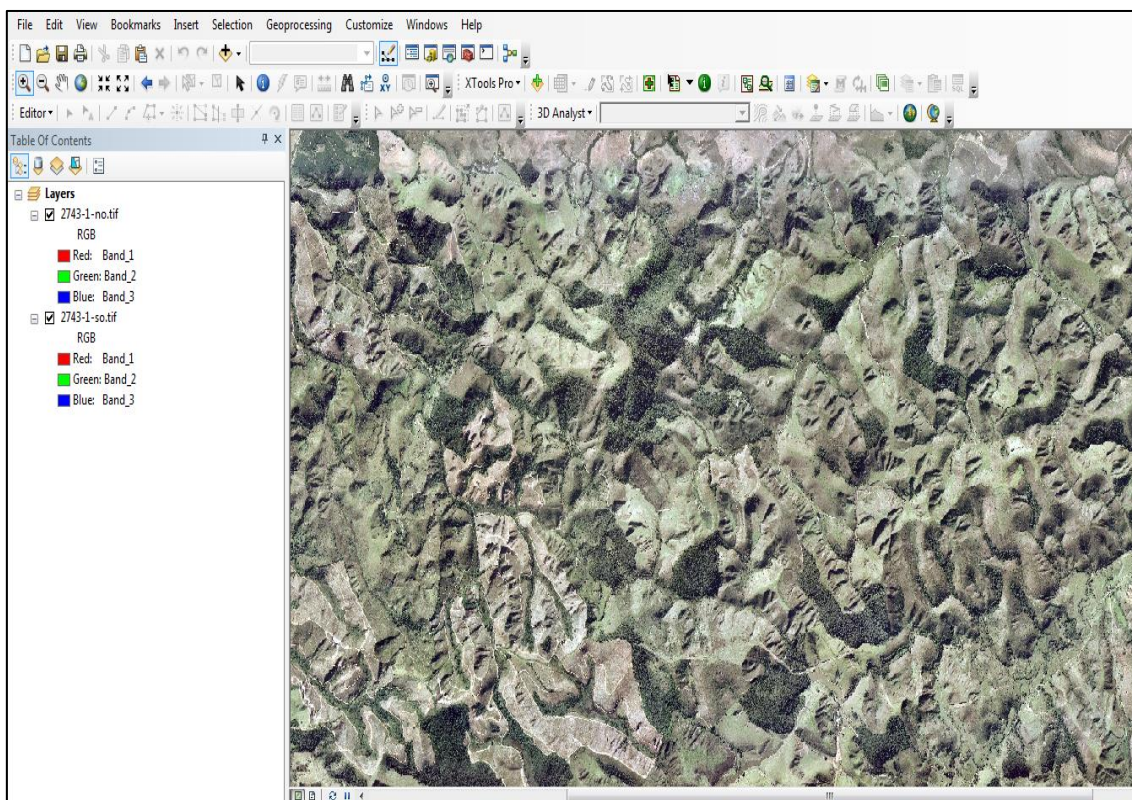 File Edit View Bookmarks Insert Selection Geoprocessing Customize Windows Help
XTools Pro
Editor 3D Analyst
Table Of Contents
Layers
2743-1-no.tif
RGB
Red: Band_1
Green: Band_2
Blue: Band_3
2743-1-so.tif
RGB
Red: Band_1
Green: Band_2
Blue: Band_3